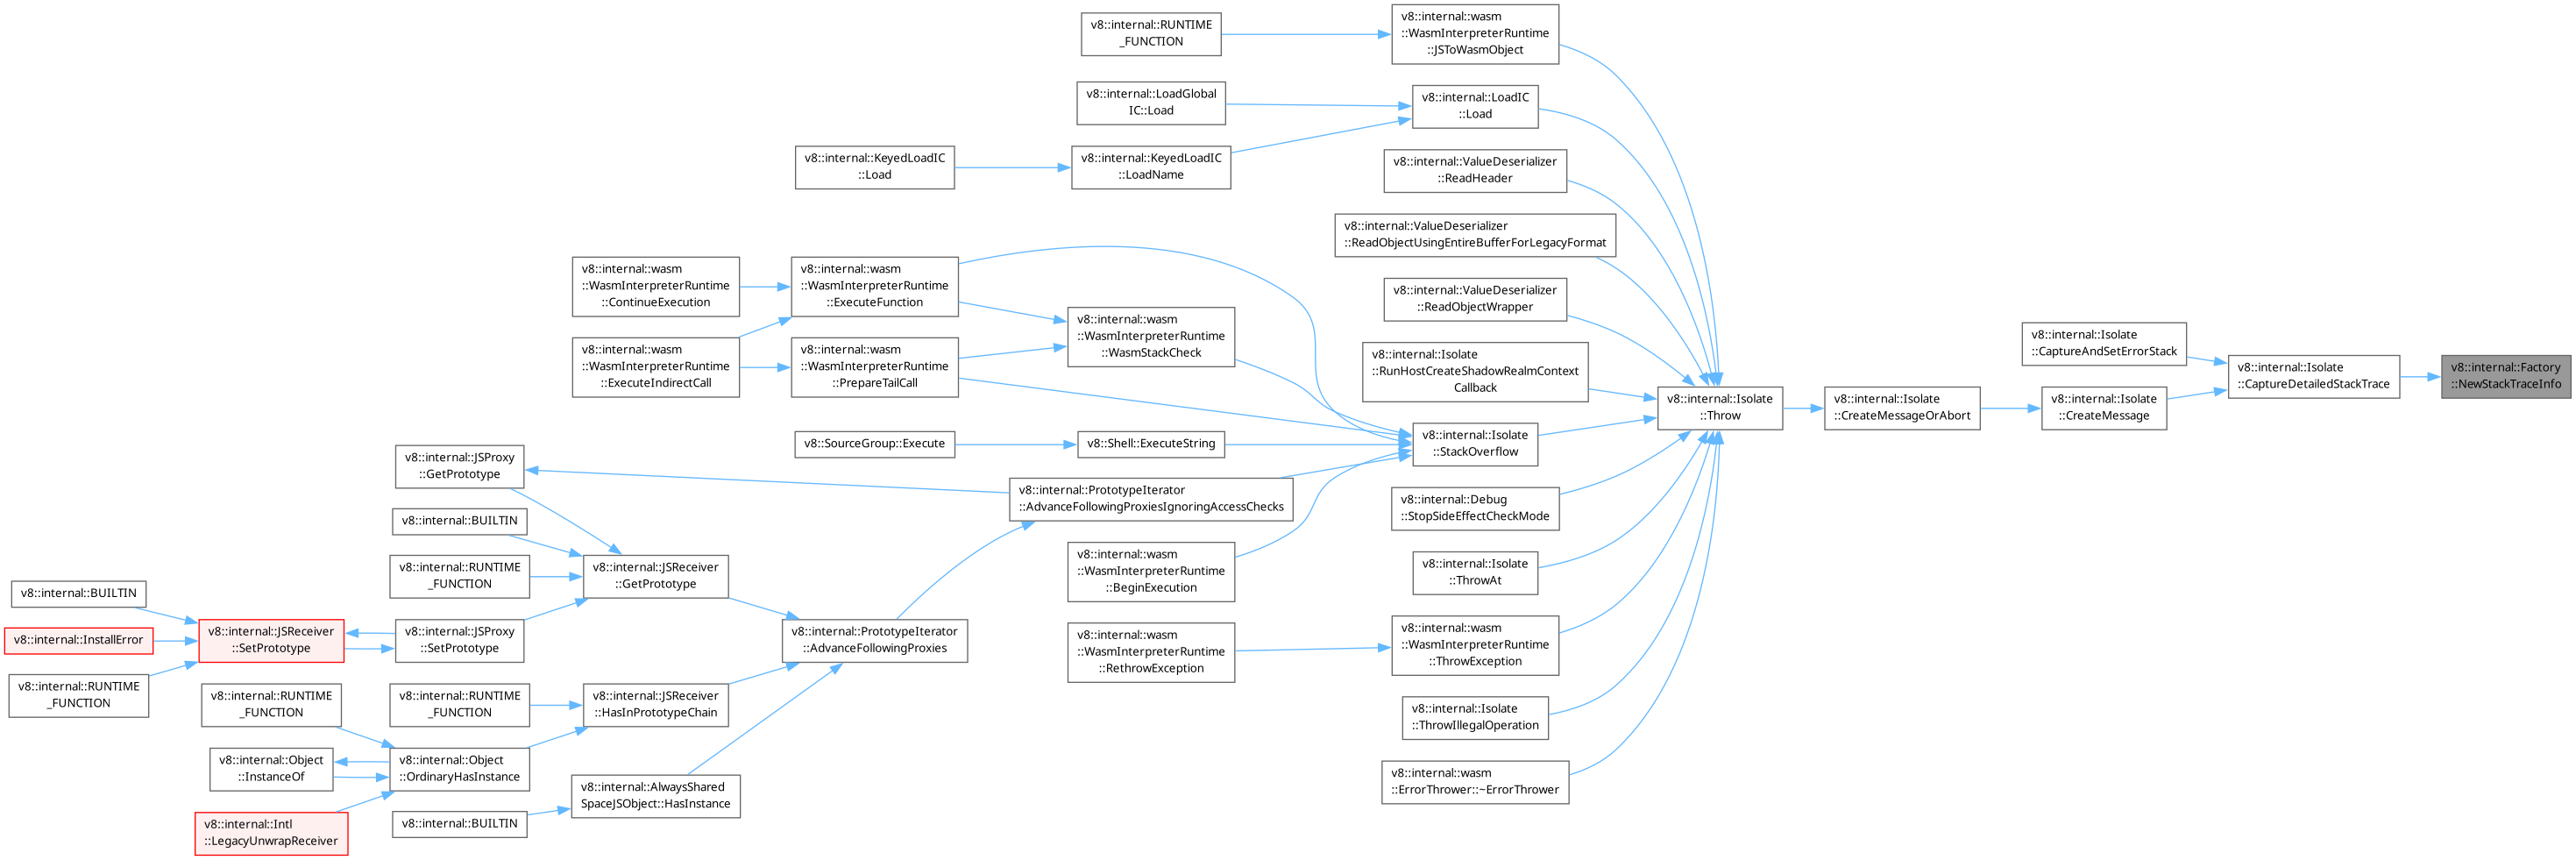 v8::internal::RUNTIME
_FUNCTION
v8::internal::wasm
::WasmInterpreterRuntime
::JSToWasmObject
v8::internal::LoadGlobal
IC::Load
v8::internal::LoadIC
::Load
v8::internal::KeyedLoadIC
::Load
v8::internal::KeyedLoadIC
::LoadName
v8::internal::ValueDeserializer
::ReadHeader
v8::internal::ValueDeserializer
::ReadObjectUsingEntireBufferForLegacyFormat
v8::internal::wasm
::WasmInterpreterRuntime
::ContinueExecution
v8::internal::wasm
::WasmInterpreterRuntime
::ExecuteFunction
v8::internal::ValueDeserializer
::ReadObjectWrapper
v8::internal::wasm
::WasmInterpreterRuntime
::WasmStackCheck
v8::internal::wasm
::WasmInterpreterRuntime
::ExecuteIndirectCall
v8::internal::wasm
::WasmInterpreterRuntime
::PrepareTailCall
v8::internal::Isolate
::RunHostCreateShadowRealmContext
Callback
v8::internal::Isolate
::Throw
v8::internal::Isolate
::CreateMessageOrAbort
v8::internal::Isolate
::CaptureAndSetErrorStack
v8::internal::Isolate
::CreateMessage
v8::internal::Isolate
::CaptureDetailedStackTrace
v8::internal::Factory
::NewStackTraceInfo
v8::SourceGroup::Execute
v8::Shell::ExecuteString
v8::internal::Isolate
::StackOverflow
v8::internal::JSProxy
::GetPrototype
v8::internal::PrototypeIterator
::AdvanceFollowingProxiesIgnoringAccessChecks
v8::internal::Debug
::StopSideEffectCheckMode
v8::internal::BUILTIN
v8::internal::RUNTIME
_FUNCTION
v8::internal::JSReceiver
::GetPrototype
v8::internal::wasm
::WasmInterpreterRuntime
::BeginExecution
v8::internal::Isolate
::ThrowAt
v8::internal::BUILTIN
v8::internal::InstallError
v8::internal::JSReceiver
::SetPrototype
v8::internal::JSProxy
::SetPrototype
v8::internal::PrototypeIterator
::AdvanceFollowingProxies
v8::internal::wasm
::WasmInterpreterRuntime
::RethrowException
v8::internal::wasm
::WasmInterpreterRuntime
::ThrowException
v8::internal::RUNTIME
_FUNCTION
v8::internal::RUNTIME
_FUNCTION
v8::internal::RUNTIME
_FUNCTION
v8::internal::JSReceiver
::HasInPrototypeChain
v8::internal::Isolate
::ThrowIllegalOperation
v8::internal::Object
::InstanceOf
v8::internal::Object
::OrdinaryHasInstance
v8::internal::AlwaysShared
SpaceJSObject::HasInstance
v8::internal::wasm
::ErrorThrower::~ErrorThrower
v8::internal::Intl
::LegacyUnwrapReceiver
v8::internal::BUILTIN